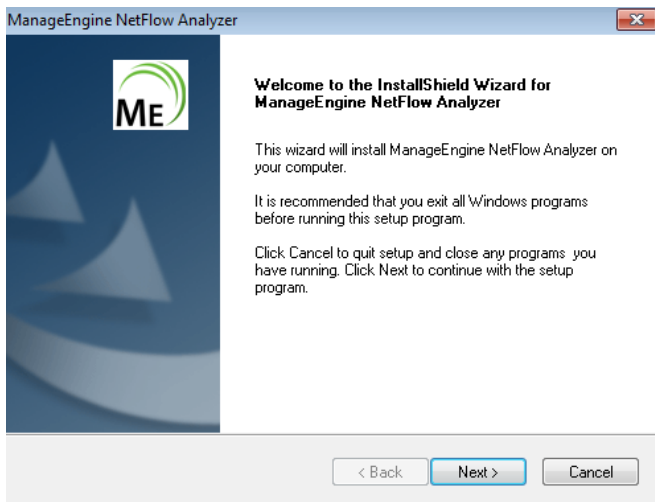 ManageEngine NetFlow Analyzer
ME
Welcome to the InstallShield Wizard for
ManageEngine NetFlow Analyzer
This wizard will install ManageEngine NetFlow Analyzer on
your computer.
It is recommended that you exit all Windows programs
before running this setup program.
Click Cancel to quit setup and close any programs  you
have running. Click Next to continue with the setup
program.
< Back Next > Cancel